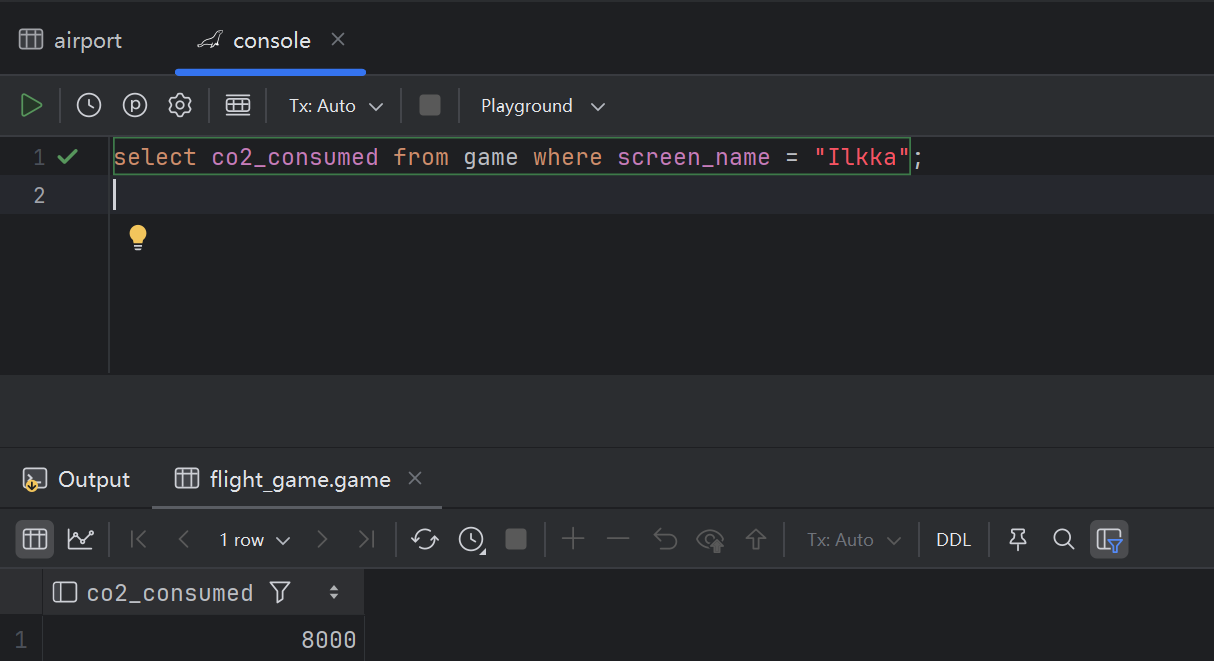 airport console
Tx: Auto Playground
1 select co2_consumed from game where screen_name = "Ilkka";
2
Output flight_game.game
1 row Tx: Auto DDL
co2_consumed
1 8000